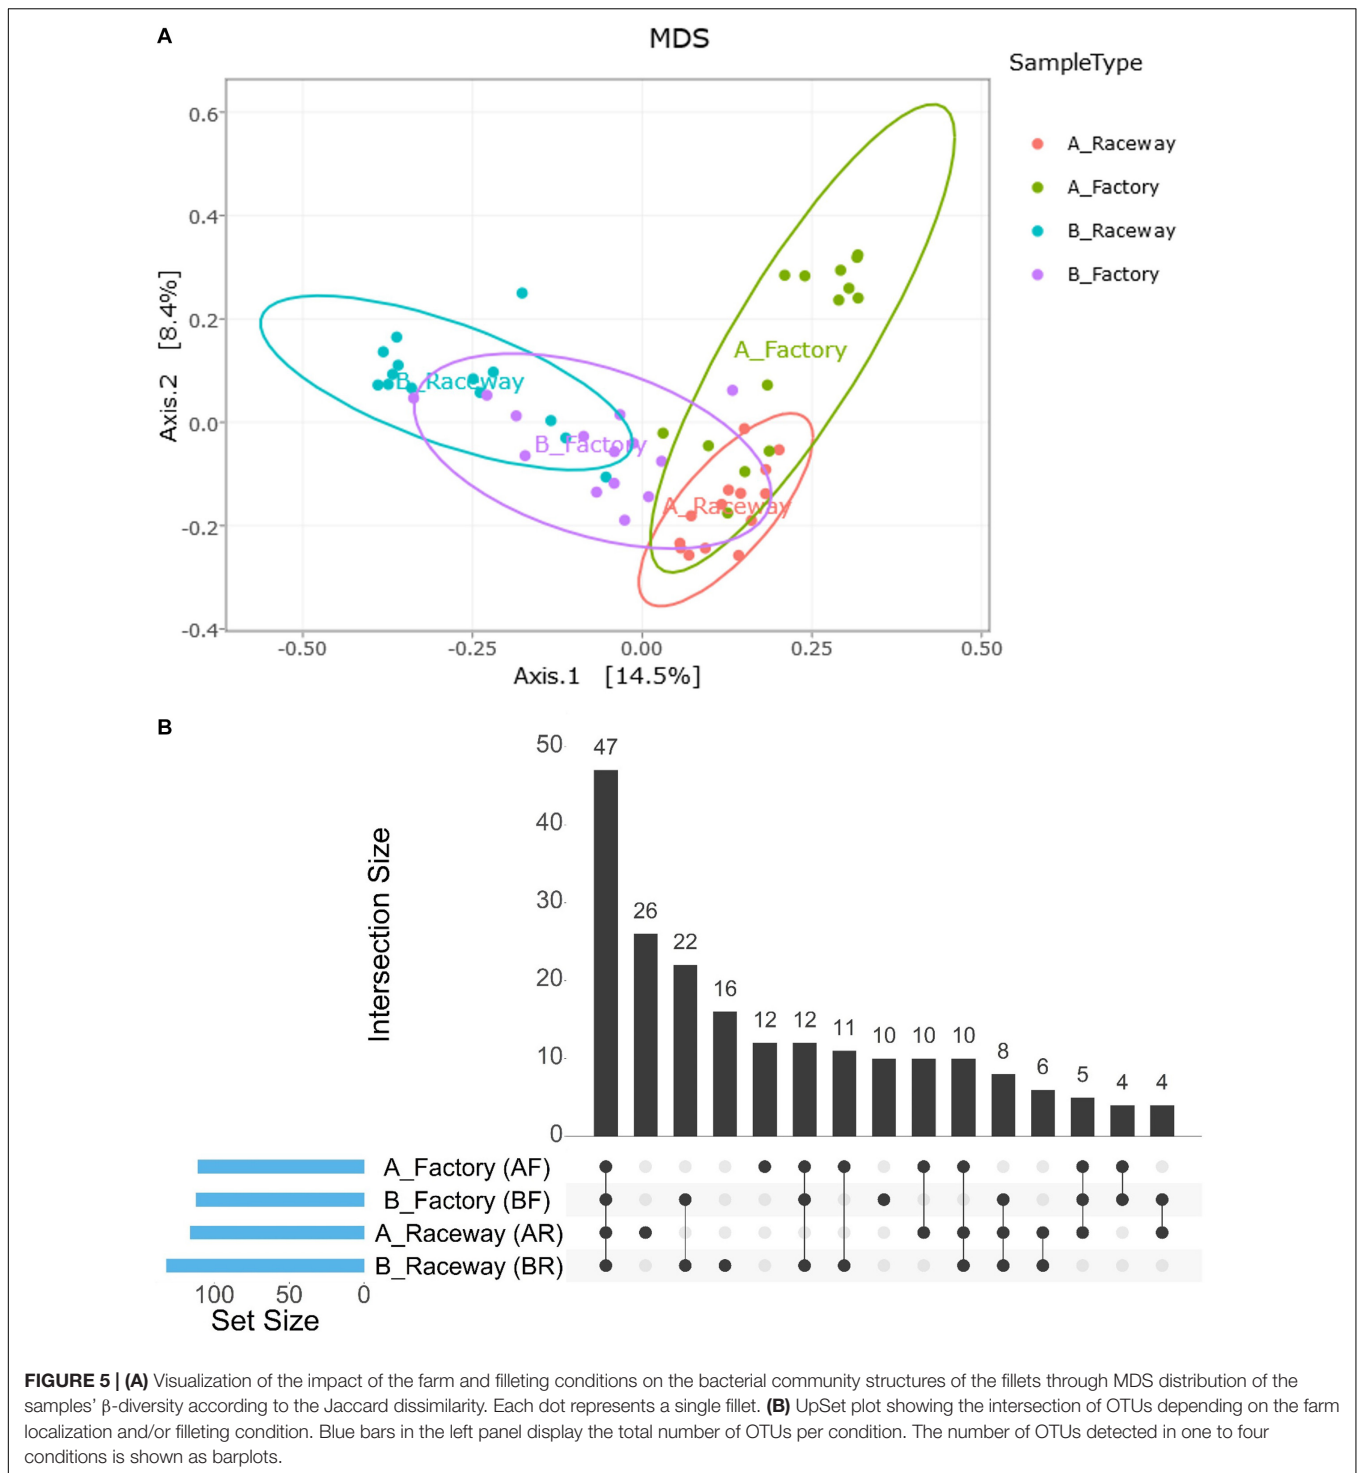 A
MDS
SampleType
A_Raceway
A_Factory
B_Raceway
B_Factory
0.6
0.4
0.2
0.0
-0.2
-0.4
Axis.2 [8.4%]
A_Factory
B_Raceway
B_Factory
A_Raceway
-0.50 -0.25 0.00 0.25 0.50
Axis.1 [14.5%]
B
50
40
30
20
10
0
Intersection Size
47 26 22 16 12 12 11 10 10 10 8 6 5 4 4
A_Factory (AF)
B_Factory (BF)
A_Raceway (AR)
B_Raceway (BR)
100 50 0
Set Size
FIGURE 5 | (A) Visualization of the impact of the farm and filleting conditions on the bacterial community structures of the fillets through MDS distribution of the
samples' β-diversity according to the Jaccard dissimilarity. Each dot represents a single fillet. (B) UpSet plot showing the intersection of OTUs depending on the farm
localization and/or filleting condition. Blue bars in the left panel display the total number of OTUs per condition. The number of OTUs detected in one to four
conditions is shown as barplots.